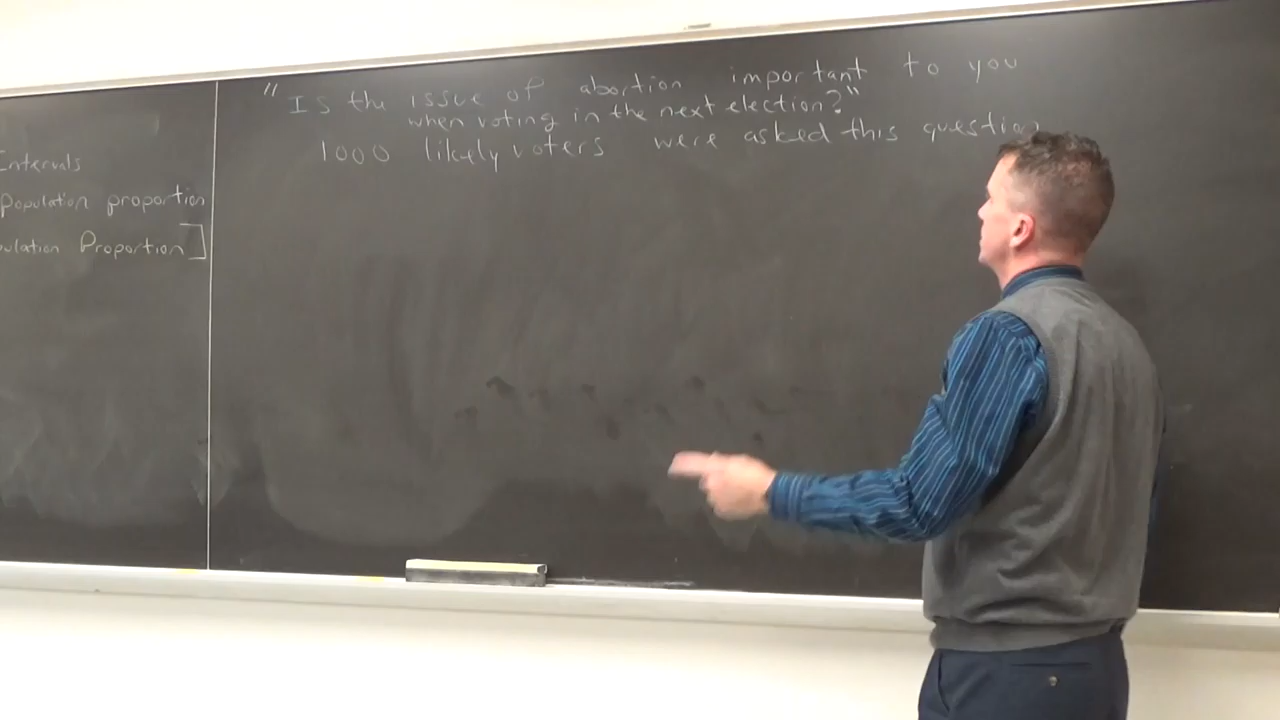 Intervals
Population proportion
ulation Proportion]
"Is the issue of abortion important to you
when voting in the next election?"
1000 likely voters were asked this question